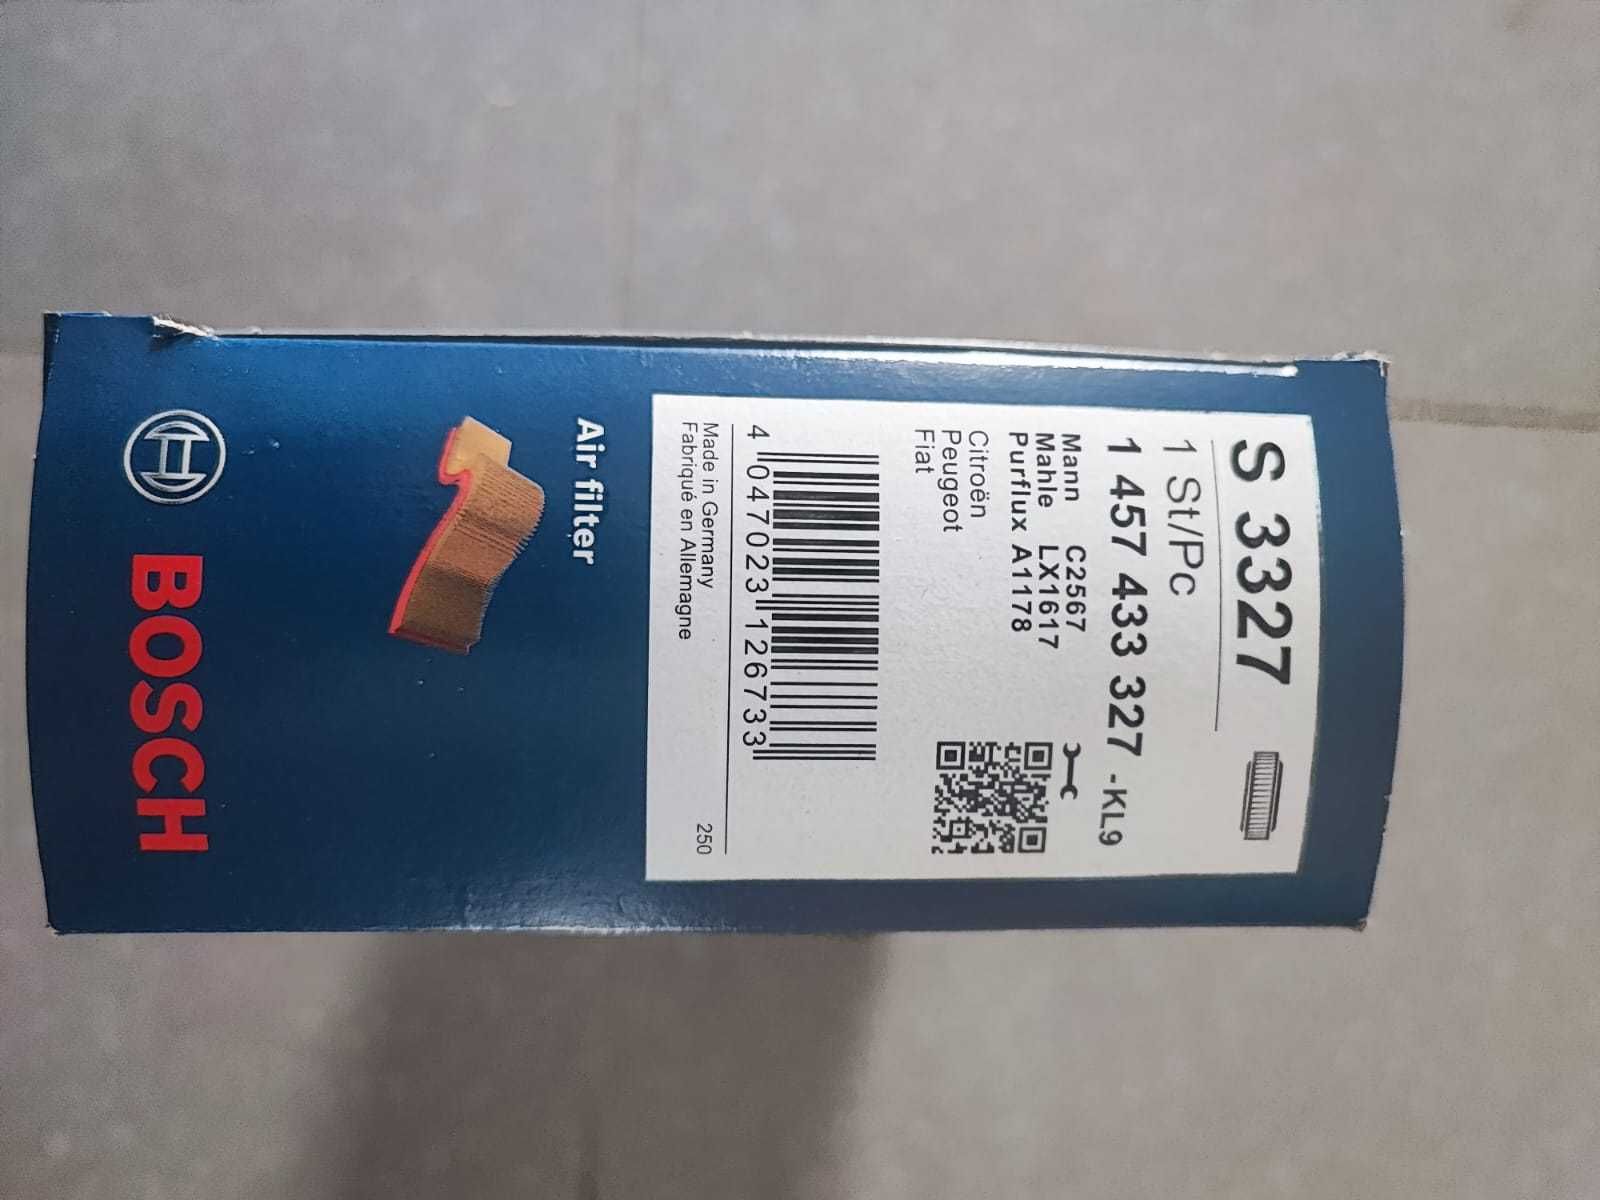 S 3327
1 St/Pc
1 457 433 327 -KL9
Mann C2567
Mahle LX1617
Purflux A1178
Citroën
Peugeot
Fiat
4 047023 126733
Made in Germany
Fabriqué en Allemagne
250
Air filter
BOSCH